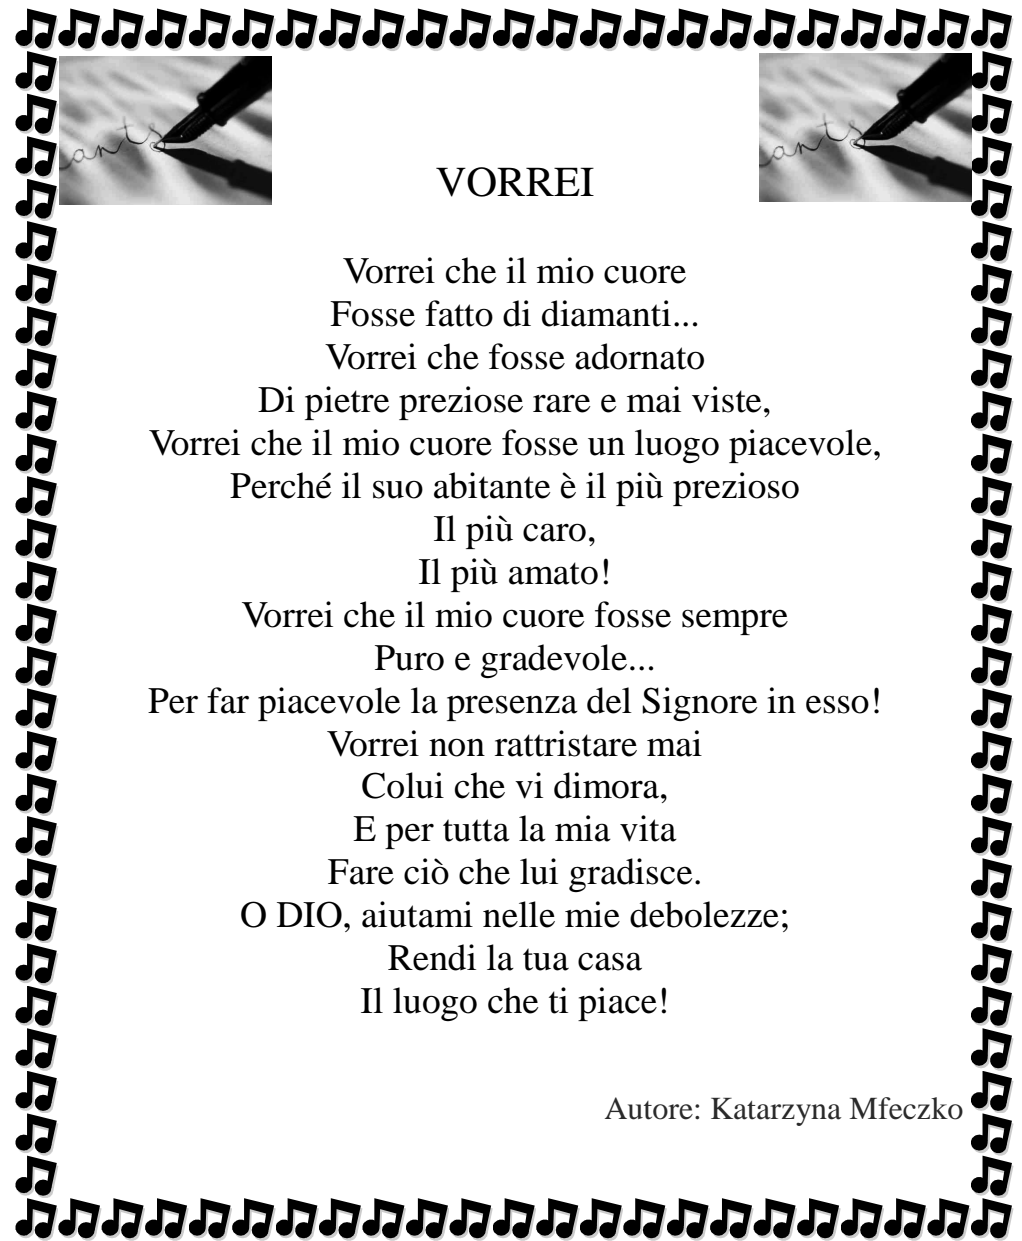 ants
ants
VORREI
Vorrei che il mio cuore
Fosse fatto di diamanti...
Vorrei che fosse adornato
Di pietre preziose rare e mai viste,
Vorrei che il mio cuore fosse un luogo piacevole,
Perché il suo abitante è il più prezioso
Il più caro,
Il più amato!
Vorrei che il mio cuore fosse sempre
Puro e gradevole...
Per far piacevole la presenza del Signore in esso!
Vorrei non rattristare mai
Colui che vi dimora,
E per tutta la mia vita
Fare ciò che lui gradisce.
O DIO, aiutami nelle mie debolezze;
Rendi la tua casa
Il luogo che ti piace!
Autore: Katarzyna Mfeczko